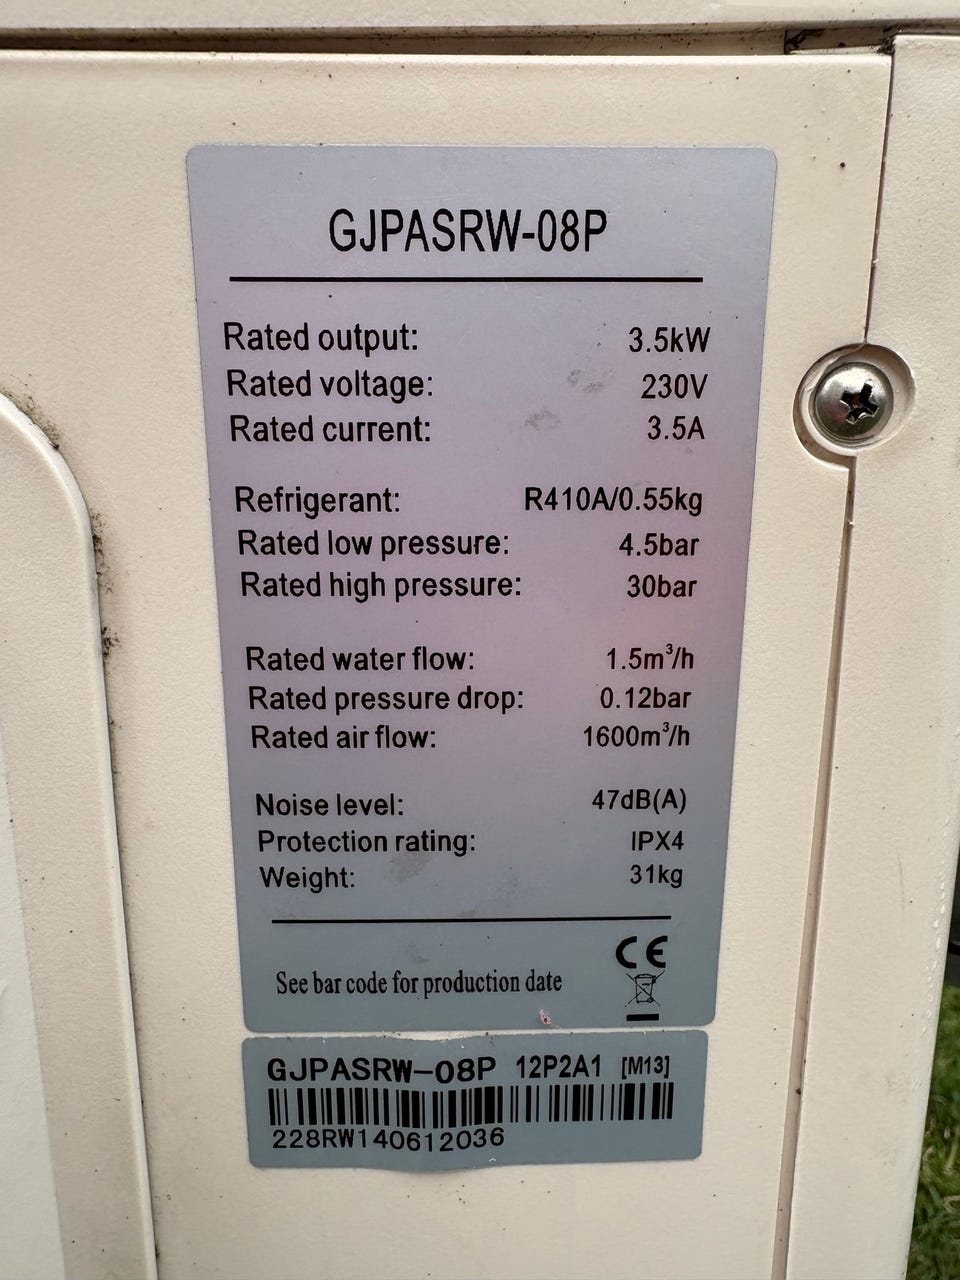 GJPASRW-08P
Rated output: 3.5kW
Rated voltage: 230V
Rated current: 3.5A
Refrigerant: R410A/0.55kg
Rated low pressure: 4.5bar
Rated high pressure: 30bar
Rated water flow: 1.5m³/h
Rated pressure drop: 0.12bar
Rated air flow: 1600m³/h
Noise level: 47dB(A)
Protection rating: IPX4
Weight: 31kg
CE
See bar code for production date
GJPASRW-08P 12P2A1 [M13]
228RW140612036